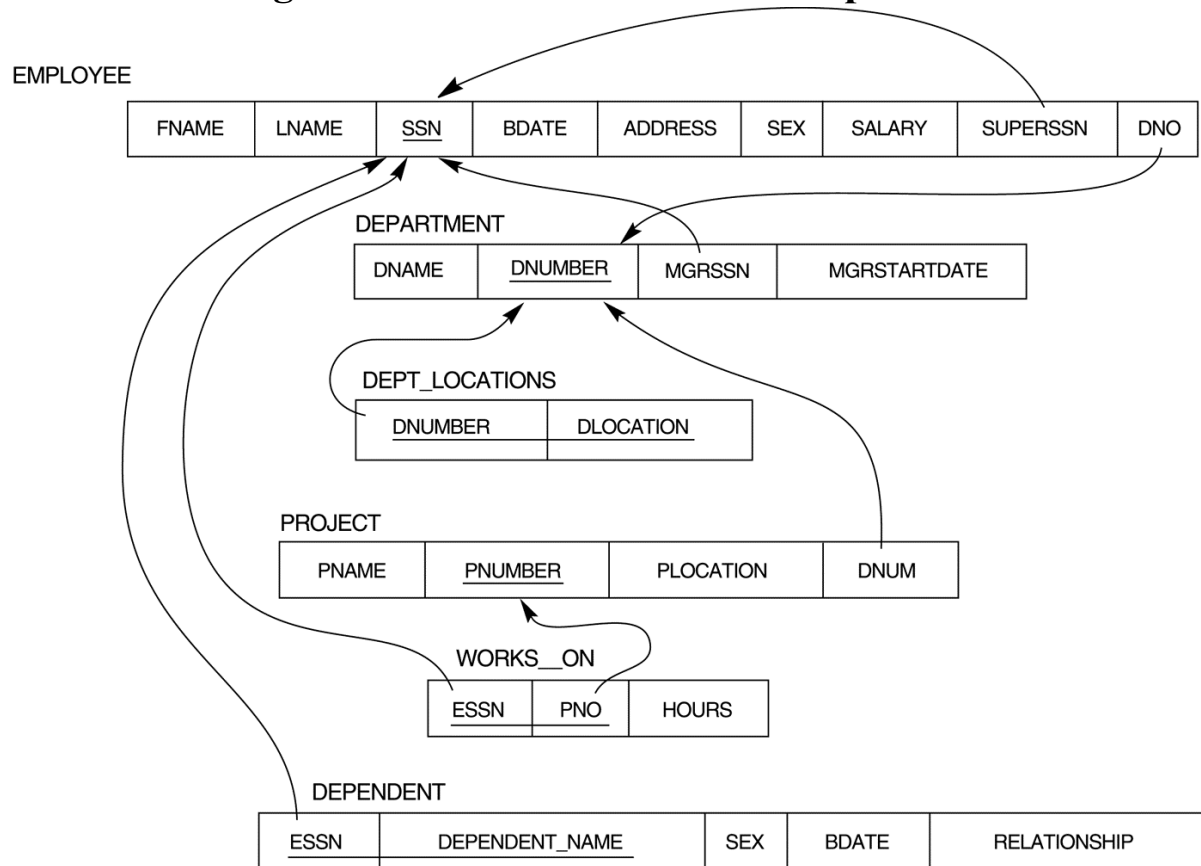 EMPLOYEE
FNAME LNAME SSN BDATE ADDRESS SEX SALARY SUPERSSN DNO
DEPARTMENT
DNAME DNUMBER MGRSSN MGRSTARTDATE
DEPT_LOCATIONS
DNUMBER DLOCATION
PROJECT
PNAME PNUMBER PLOCATION DNUM
WORKS__ON
ESSN PNO HOURS
DEPENDENT
ESSN DEPENDENT_NAME SEX BDATE RELATIONSHIP